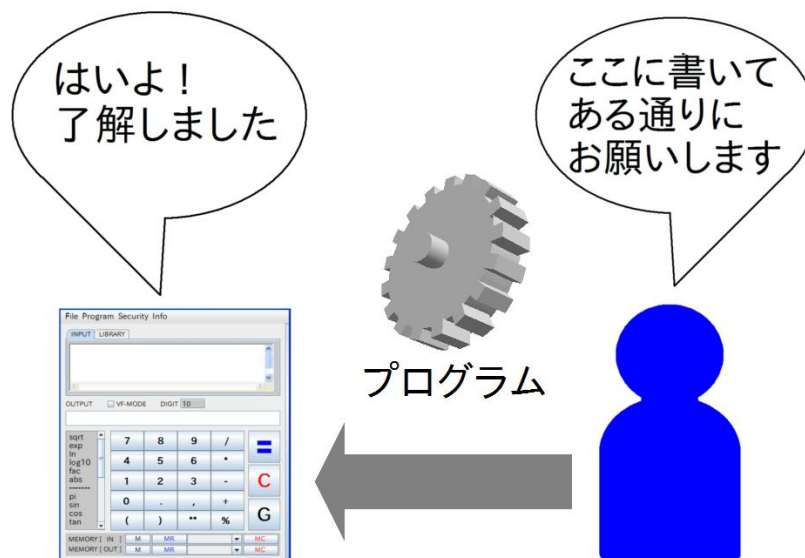 はいよ！
了解しました
ここに書いて
ある通りに
お願いします
プログラム
File Program Security Info
INPUT LIBRARY
OUTPUT VF-MODE DIGIT 10
sqrt
exp
ln
log10
fac
abs
-------
pi
sin
cos
tan
7 8 9 / =
4 5 6 *
1 2 3 - C
0 . , +
( ) ** % G
MEMORY [ IN ] M MR MC
MEMORY [ OUT ] M MR MC